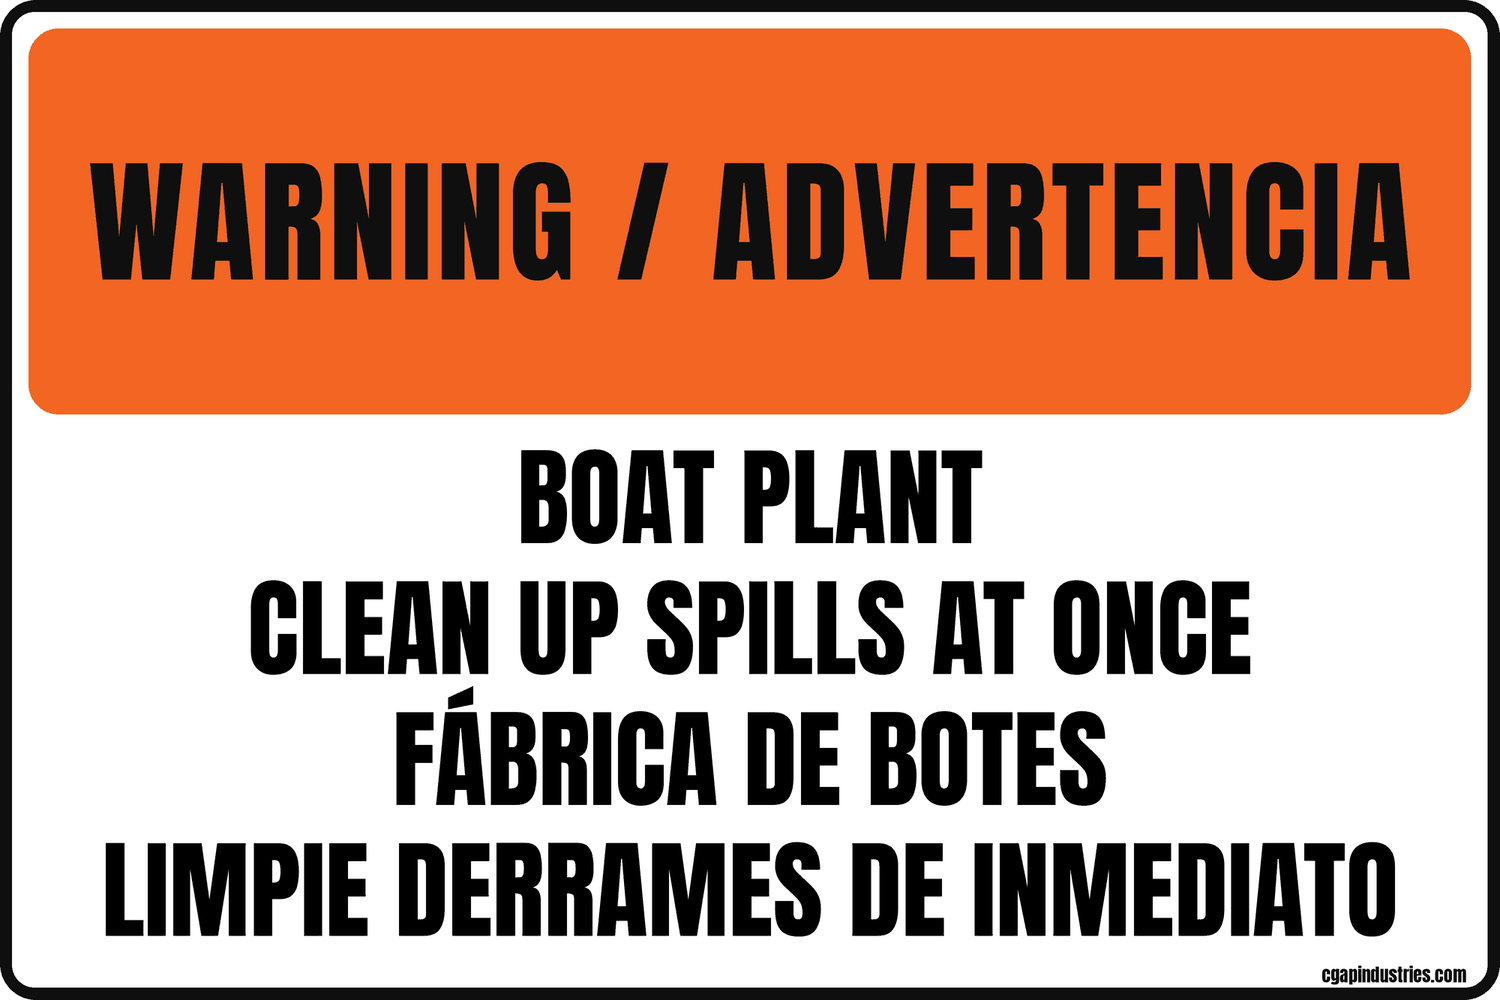 WARNING / ADVERTENCIA
BOAT PLANT
CLEAN UP SPILLS AT ONCE
FÁBRICA DE BOTES
LIMPIE DERRAMES DE INMEDIATO
cgapindustries.com